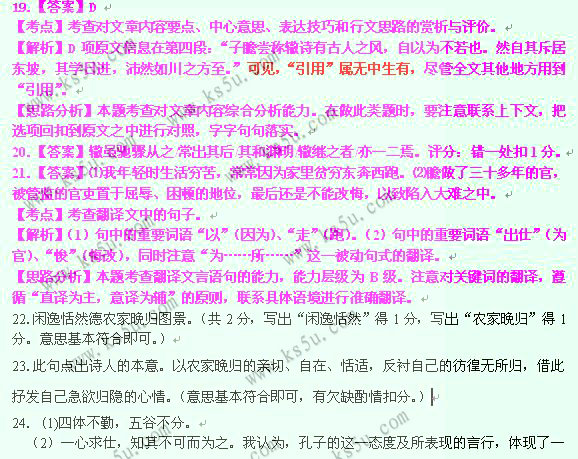 19.【答案】D
【考点】考查对文章内容要点、中心意思、表达技巧和行文思路的赏析与评价。
【解析】D 项原文信息在第四段：“子瞻尝称辙诗有古人之风，自以为不若也。然自其斥居
东坡，其学日进，沛然如川之方至。”可见，“引用”属无中生有，尽管全文其他地方用到
“引用”。
【思路分析】本题考查对文章内容综合分析能力。在做此类题时，要注意联系上下文，把
选项回扣到原文之中进行对照，字字句句落实。
20.【答案】辙虽驰骤从之 常出其后 其和渊明 辙继之者 亦一二焉。评分：错一处扣 1 分。
21.【答案】⑴我年轻时生活穷苦，常常因为家里贫穷东奔西跑。⑵瞻做了三十多年的官，
被管监的官吏置于屈辱、困顿的地位，最后还是不能改悔，以致陷入大难之中。
【考点】考查翻译文中的句子。
【解析】（1）句中的重要词语“以”（因为）、“走”（跑）。（2）句中的重要词语“出仕”（为
官）、“悛”（悔改），同时注意“为……所……”这一被动句式的翻译。
【思路分析】本题考查翻译文言语句的能力，能力层级为 B 级。注意对关键词的翻译，遵
循“直译为主，意译为辅”的原则，联系具体语境进行准确翻译。
22.闲逸恬然德农家晚归图景。（共 2 分，写出“闲逸恬然”得 1 分，写出“农家晚归”得 1
分。意思基本符合即可。）
23.此句点出诗人的本意。以农家晚归的亲切、自在、恬适，反衬自己的彷徨无所归，借此
抒发自己急欲归隐的心情。（意思基本符合即可，有欠缺酌情扣分。）
24. (1)四体不勤，五谷不分。
（2）一心求仕，知其不可而为之。我认为，孔子的这一态度及所表现的言行，体现了一
www.ks5u.com